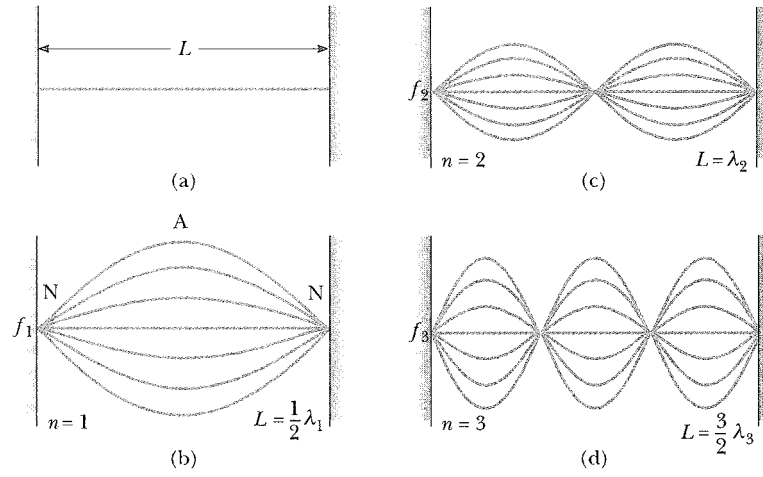 L
(a)
A
N N
f₁
n = 1
L = 1/2 λ₁
(b)
f₂
n = 2
L = λ₂
(c)
f₃
n = 3
L = 3/2 λ₃
(d)